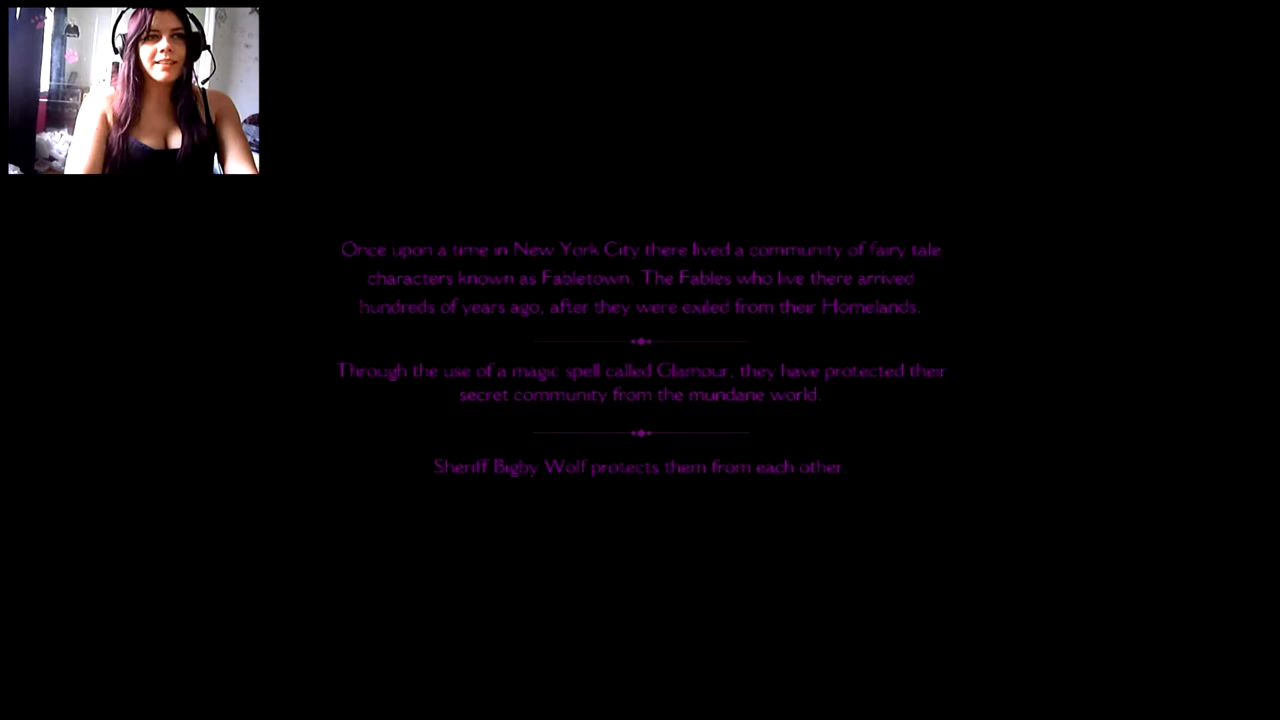 Once upon a time in New York City there lived a community of fairy tale
characters known as Fabletown. The Fables who live there arrived
hundreds of years ago, after they were exiled from their Homelands.
Through the use of a magic spell called Glamour, they have protected their
secret community from the mundane world.
Sheriff Bigby Wolf protects them from each other.